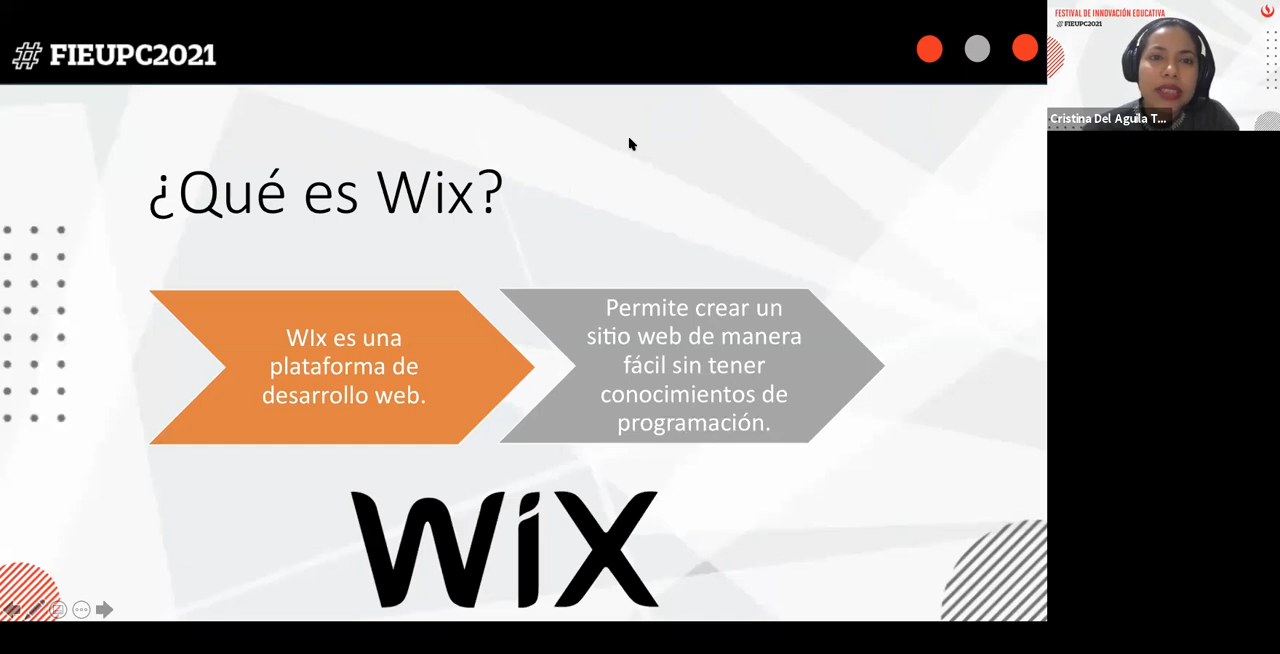 # FIEUPC2021
FESTIVAL DE INNOVACIÓN EDUCATIVA
# FIEUPC2021
Cristina Del Aguila T...
¿Qué es Wix?
WIx es una
plataforma de
desarrollo web.
Permite crear un
sitio web de manera
fácil sin tener
conocimientos de
programación.
WiX